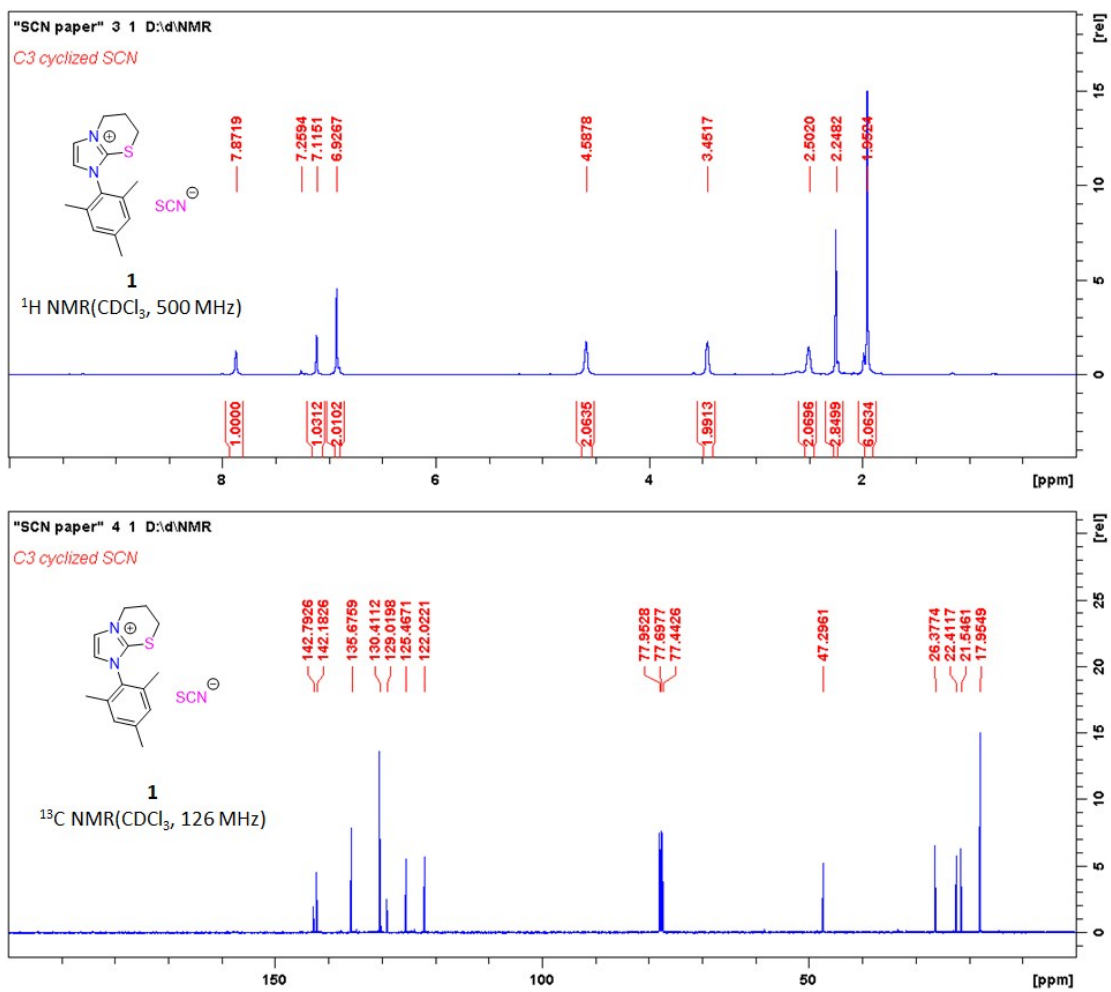 "SCN paper" 3 1 D:\d\NMR
C3 cyclized SCN
[rel]
15
10
5
0
7.8719
7.2594
7.1151
6.9267
4.5878
3.4517
2.5020
2.2482
1.9524
N
⊕
S
N
SCN ⊖
1
¹H NMR(CDCl₃, 500 MHz)
1.0000
1.0312
2.0102
2.0635
1.9913
2.0696
2.8499
6.0634
8 6 4 2 [ppm]
"SCN paper" 4 1 D:\d\NMR
C3 cyclized SCN
[rel]
25
20
15
10
5
0
142.7926
142.1826
135.6759
130.4112
129.0198
125.4671
122.0221
77.9528
77.6977
77.4426
47.2961
26.3774
22.4117
21.5461
17.9549
N
⊕
S
N
SCN ⊖
1
¹³C NMR(CDCl₃, 126 MHz)
150 100 50 [ppm]